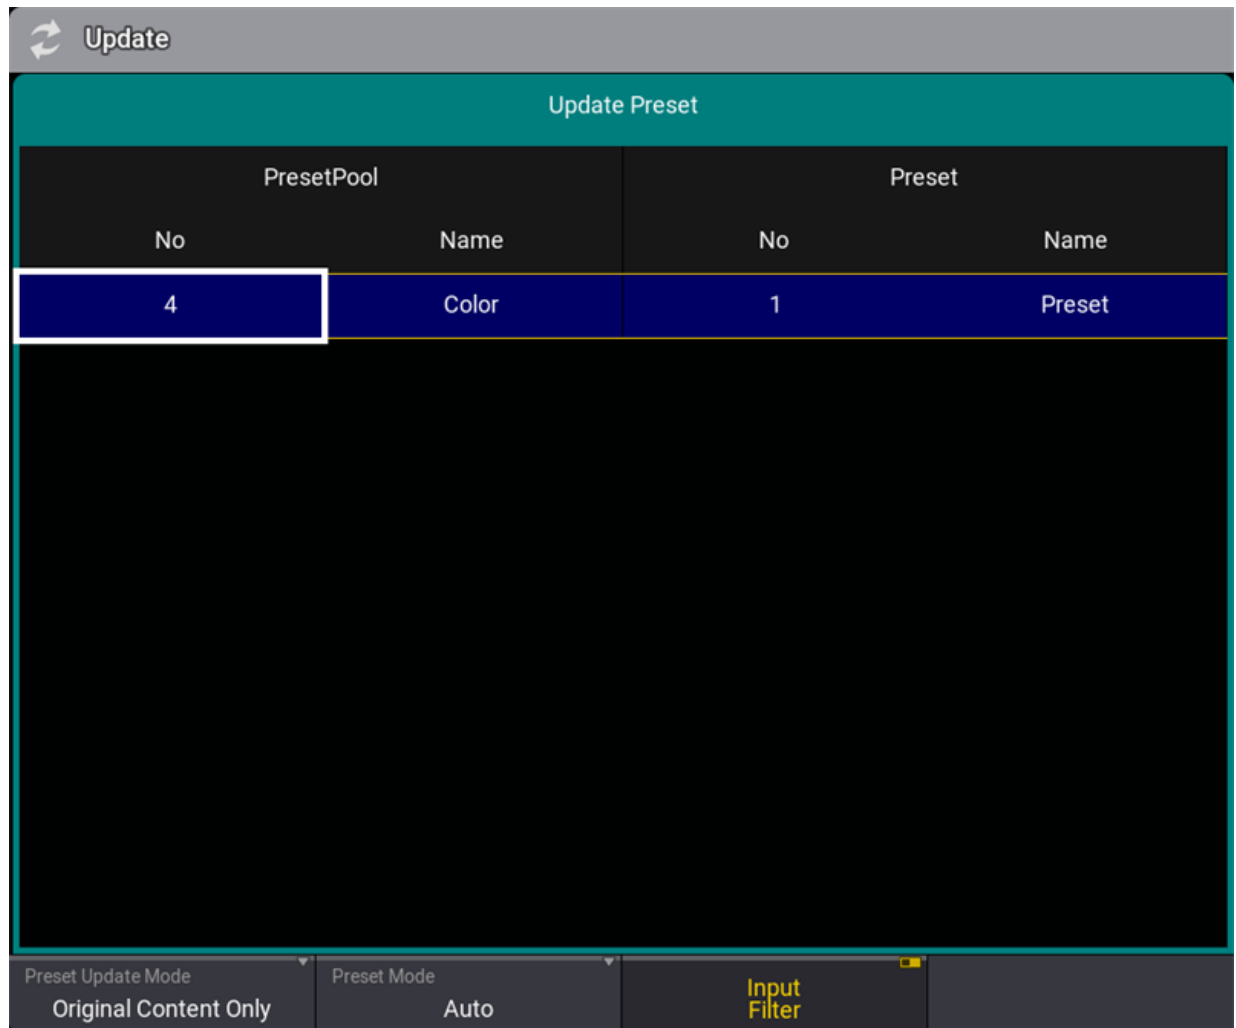 Update
Update Preset
PresetPool Preset
No Name No Name
4 Color 1 Preset
Preset Update Mode
Original Content Only
Preset Mode
Auto
Input
Filter